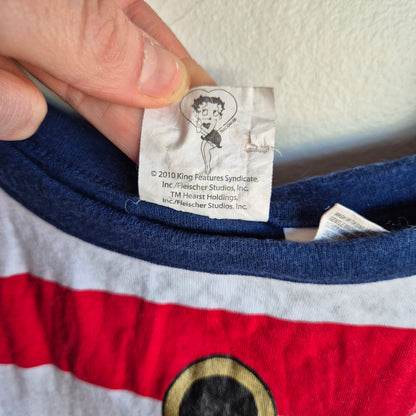 © 2010 King Features Syndicate.
Inc./Fleischer Studios, Inc.
TM Hearst Holdings,
Inc./Fleischer Studios, Inc.